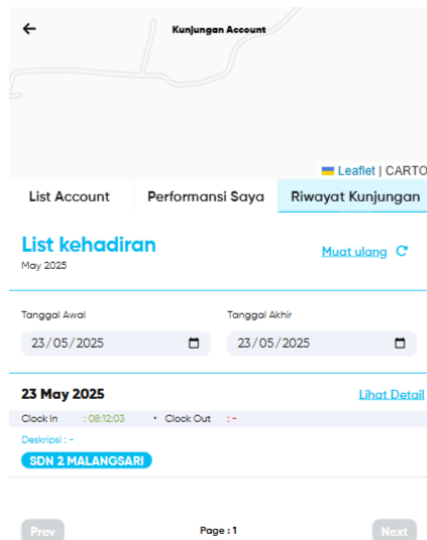 Kunjungan Account
Leaflet | CARTO
List Account Performansi Saya Riwayat Kunjungan
List kehadiran
Muat ulang
May 2025
Tanggal Awal Tanggal Akhir
23/05/2025 23/05/2025
23 May 2025 Lihat Detail
Clock In : 08:12:03 • Clock Out : -
Deskripsi : -
SDN 2 MALANGSARI
Prev Page : 1 Next